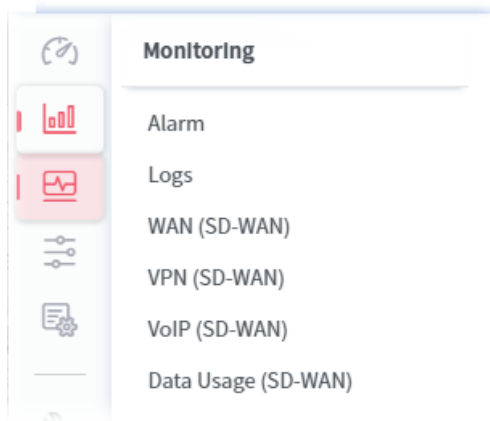 Monitoring
Alarm
Logs
WAN (SD-WAN)
VPN (SD-WAN)
VoIP (SD-WAN)
Data Usage (SD-WAN)